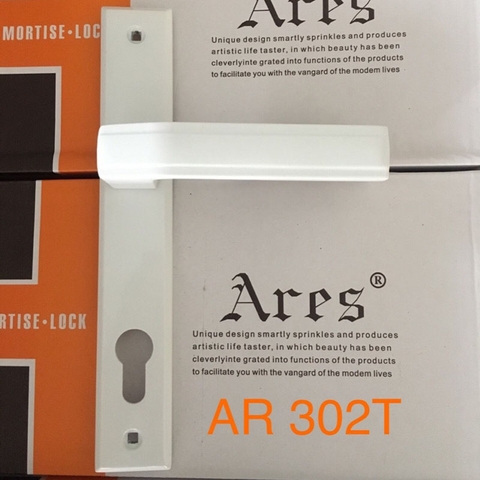 MORTISE•LOC
Ares
Unique design smartly sprinkles and produces
artistic life taster, in which beauty has been
cleverlyinte grated into functions of the products
to facilitate you with the vangard of the modem lives
RTISE•LOCK
Ares®
Unique design smartly sprinkles and produces
artistic life taster, in which beauty has been
cleverlyinte grated into functions of the products
to facilitate you with the vangard of the modem lives
AR 302T